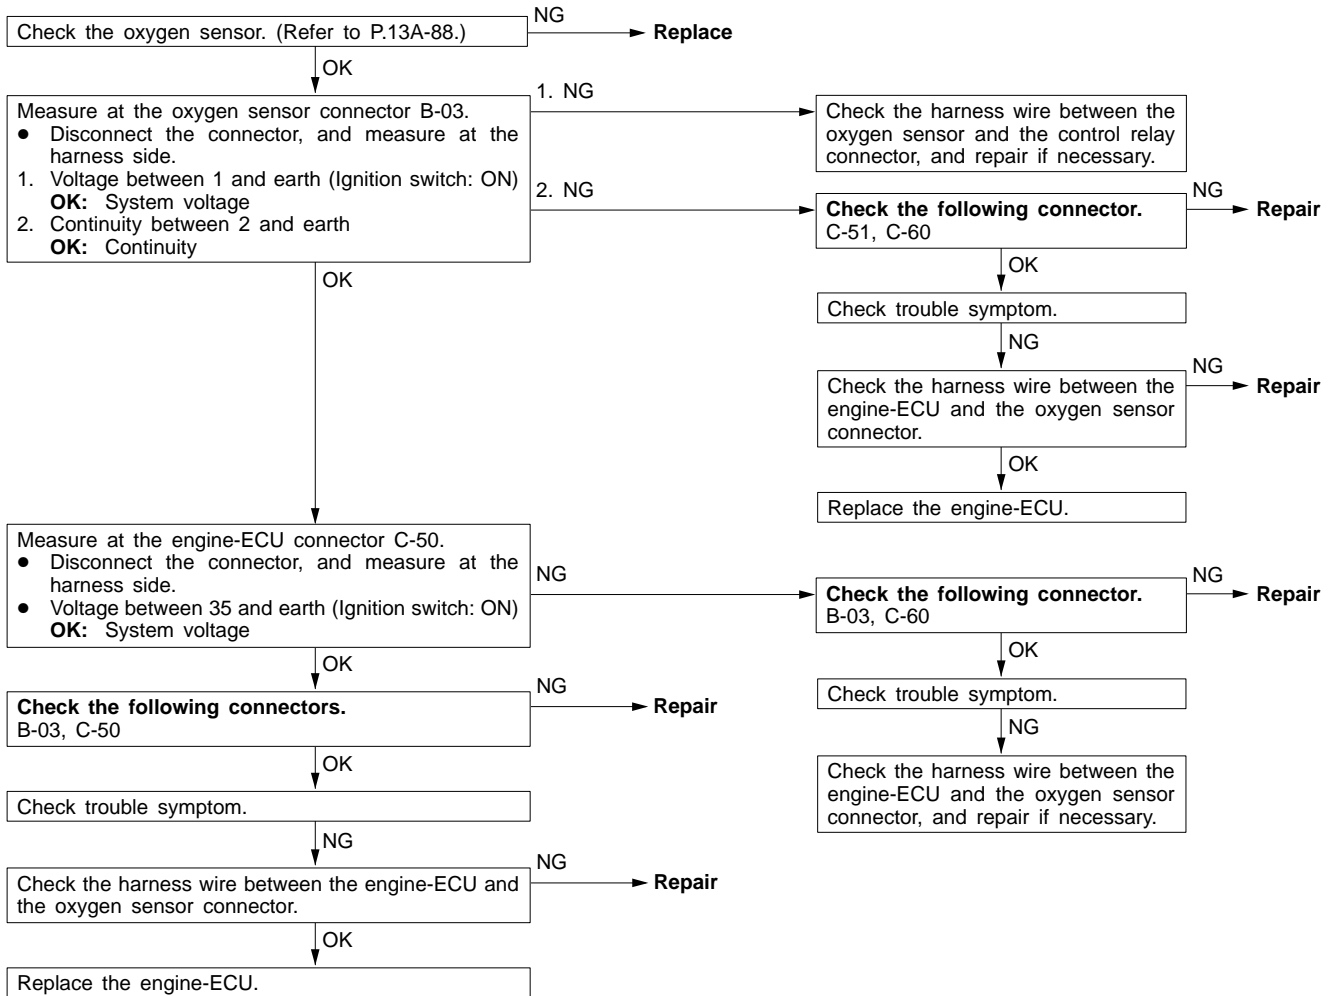 Check the oxygen sensor. (Refer to P.13A-88.)
NG
Replace
OK
Measure at the oxygen sensor connector B-03.
● Disconnect the connector, and measure at the
harness side.
1. Voltage between 1 and earth (Ignition switch: ON)
OK: System voltage
2. Continuity between 2 and earth
OK: Continuity
1. NG
Check the harness wire between the
oxygen sensor and the control relay
connector, and repair if necessary.
2. NG
Check the following connector.
C-51, C-60
NG
Repair
OK
Check trouble symptom.
NG
Check the harness wire between the
engine-ECU and the oxygen sensor
connector.
NG
Repair
OK
Replace the engine-ECU.
OK
Measure at the engine-ECU connector C-50.
● Disconnect the connector, and measure at the
harness side.
● Voltage between 35 and earth (Ignition switch: ON)
OK: System voltage
NG
Check the following connector.
B-03, C-60
NG
Repair
OK
Check trouble symptom.
NG
Check the harness wire between the
engine-ECU and the oxygen sensor
connector, and repair if necessary.
OK
Check the following connectors.
B-03, C-50
NG
Repair
OK
Check trouble symptom.
NG
Check the harness wire between the engine-ECU and
the oxygen sensor connector.
NG
Repair
OK
Replace the engine-ECU.